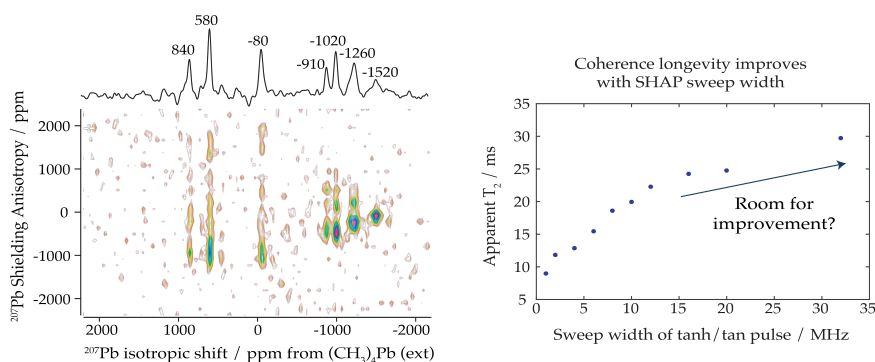 580
840
-80
-1020
-910
-1260
-1520
2000
1000
0
-1000
-2000
²⁰⁷Pb Shielding Anisotropy / ppm
2000 1000 0 -1000 -2000
²⁰⁷Pb isotropic shift / ppm from (CH₃)₄Pb (ext)
Coherence longevity improves
with SHAP sweep width
35
30
25
20
15
10
5
Apparent T₂ / ms
Room for
improvement?
0 5 10 15 20 25 30 35
Sweep width of tanh/tan pulse / MHz